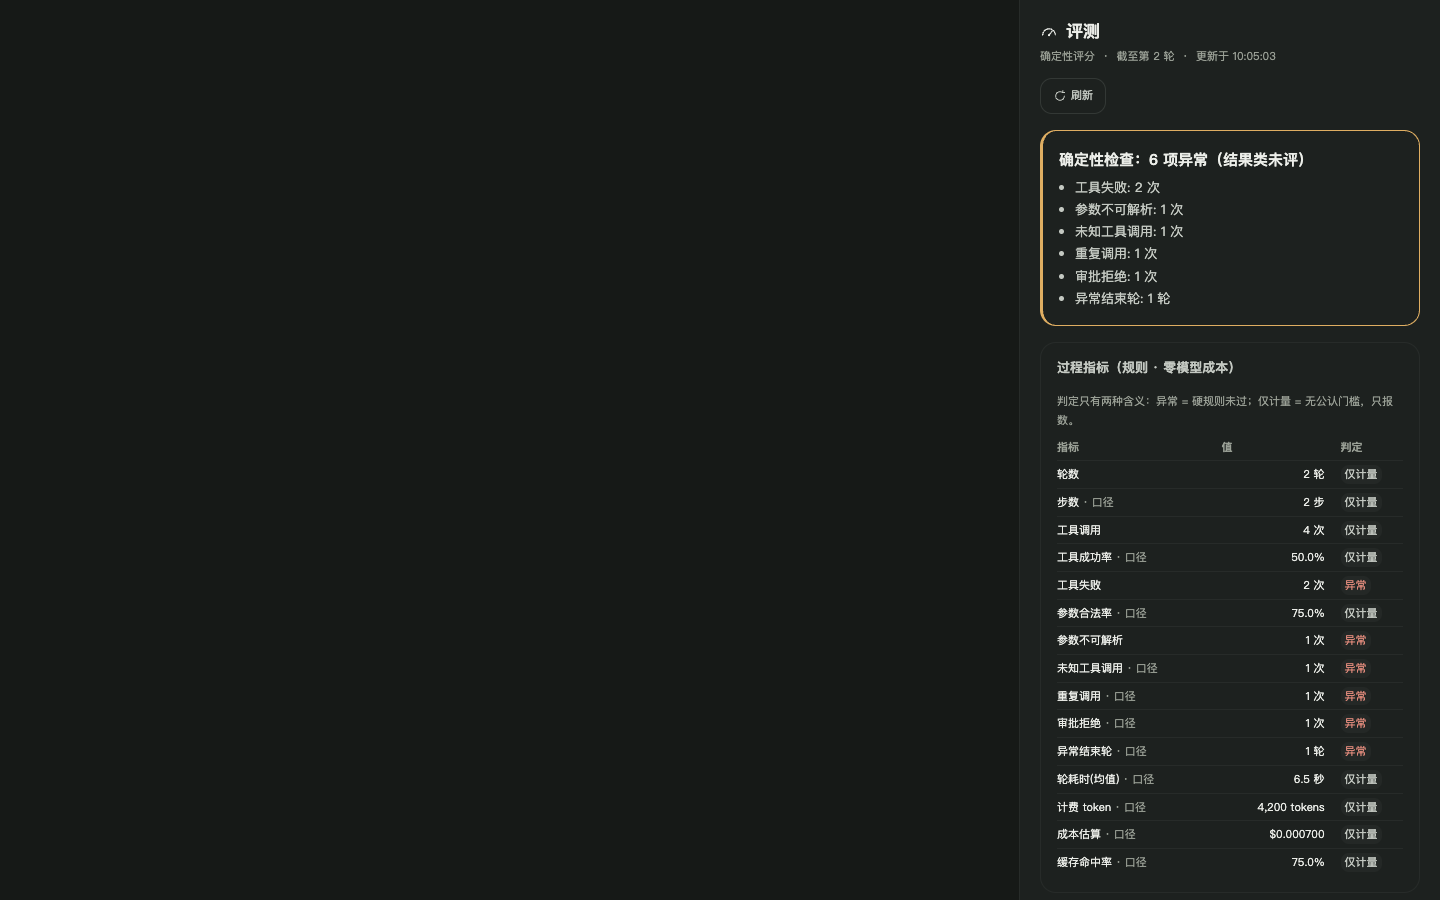 评测
确定性评分 · 截至第 2 轮 · 更新于 10:05:03
刷新
确定性检查：6 项异常（结果类未评）
工具失败: 2 次
参数不可解析: 1 次
未知工具调用: 1 次
重复调用: 1 次
审批拒绝: 1 次
异常结束轮: 1 轮
过程指标（规则 · 零模型成本）
判定只有两种含义：异常 = 硬规则未过；仅计量 = 无公认门槛，只报
数。
指标 值 判定
轮数 2 轮 仅计量
步数 · 口径 2 步 仅计量
工具调用 4 次 仅计量
工具成功率 · 口径 50.0% 仅计量
工具失败 2 次 异常
参数合法率 · 口径 75.0% 仅计量
参数不可解析 1 次 异常
未知工具调用 · 口径 1 次 异常
重复调用 · 口径 1 次 异常
审批拒绝 · 口径 1 次 异常
异常结束轮 · 口径 1 轮 异常
轮耗时(均值) · 口径 6.5 秒 仅计量
计费 token · 口径 4,200 tokens 仅计量
成本估算 · 口径 $0.000700 仅计量
缓存命中率 · 口径 75.0% 仅计量